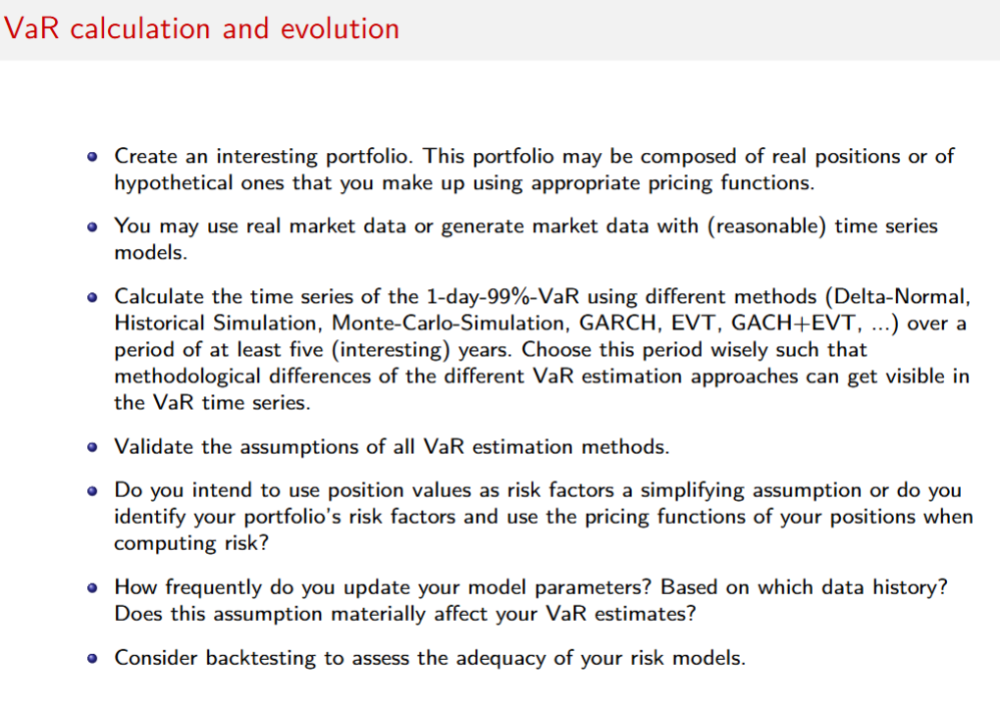 VaR calculation and evolution
Create an interesting portfolio. This portfolio may be composed of real positions or of
hypothetical ones that you make up using appropriate pricing functions.
You may use real market data or generate market data with (reasonable) time series
models.
Calculate the time series of the 1-day-99%-VaR using different methods (Delta-Normal,
Historical Simulation, Monte-Carlo-Simulation, GARCH, EVT, GACH+EVT, ...) over a
period of at least five (interesting) years. Choose this period wisely such that
methodological differences of the different VaR estimation approaches can get visible in
the VaR time series.
Validate the assumptions of all VaR estimation methods.
Do you intend to use position values as risk factors a simplifying assumption or do you
identify your portfolio's risk factors and use the pricing functions of your positions when
computing risk?
How frequently do you update your model parameters? Based on which data history?
Does this assumption materially affect your VaR estimates?
Consider backtesting to assess the adequacy of your risk models.